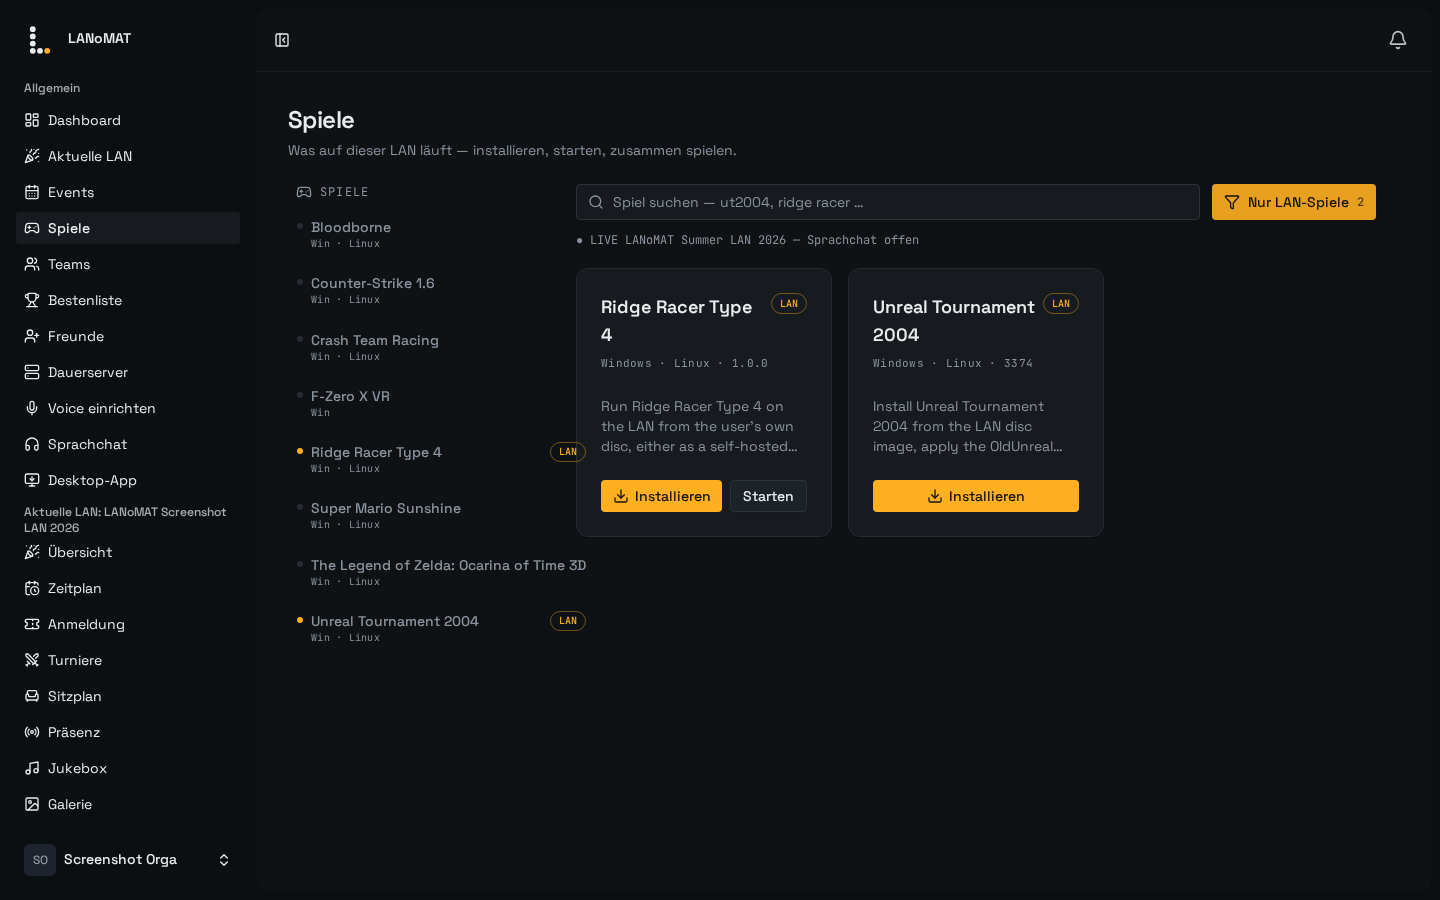 LANoMAT
Allgemein
Dashboard
Aktuelle LAN
Events
Spiele
Teams
Bestenliste
Freunde
Dauerserver
Voice einrichten
Sprachchat
Desktop-App
Aktuelle LAN: LANoMAT Screenshot
LAN 2026
Übersicht
Zeitplan
Anmeldung
Turniere
Sitzplan
Präsenz
Jukebox
Galerie
SO Screenshot Orga
Spiele
Was auf dieser LAN läuft — installieren, starten, zusammen spielen.
SPIELE
Bloodborne
Win · Linux
Counter-Strike 1.6
Win · Linux
Crash Team Racing
Win · Linux
F-Zero X VR
Win
Ridge Racer Type 4 LAN
Win · Linux
Super Mario Sunshine
Win · Linux
The Legend of Zelda: Ocarina of Time 3D
Win · Linux
Unreal Tournament 2004 LAN
Win · Linux
Spiel suchen — ut2004, ridge racer …
Nur LAN-Spiele 2
● LIVE LANoMAT Summer LAN 2026 — Sprachchat offen
Ridge Racer Type LAN
4
Windows · Linux · 1.0.0
Run Ridge Racer Type 4 on
the LAN from the user's own
disc, either as a self-hosted…
Installieren Starten
Unreal Tournament LAN
2004
Windows · Linux · 3374
Install Unreal Tournament
2004 from the LAN disc
image, apply the OldUnreal…
Installieren